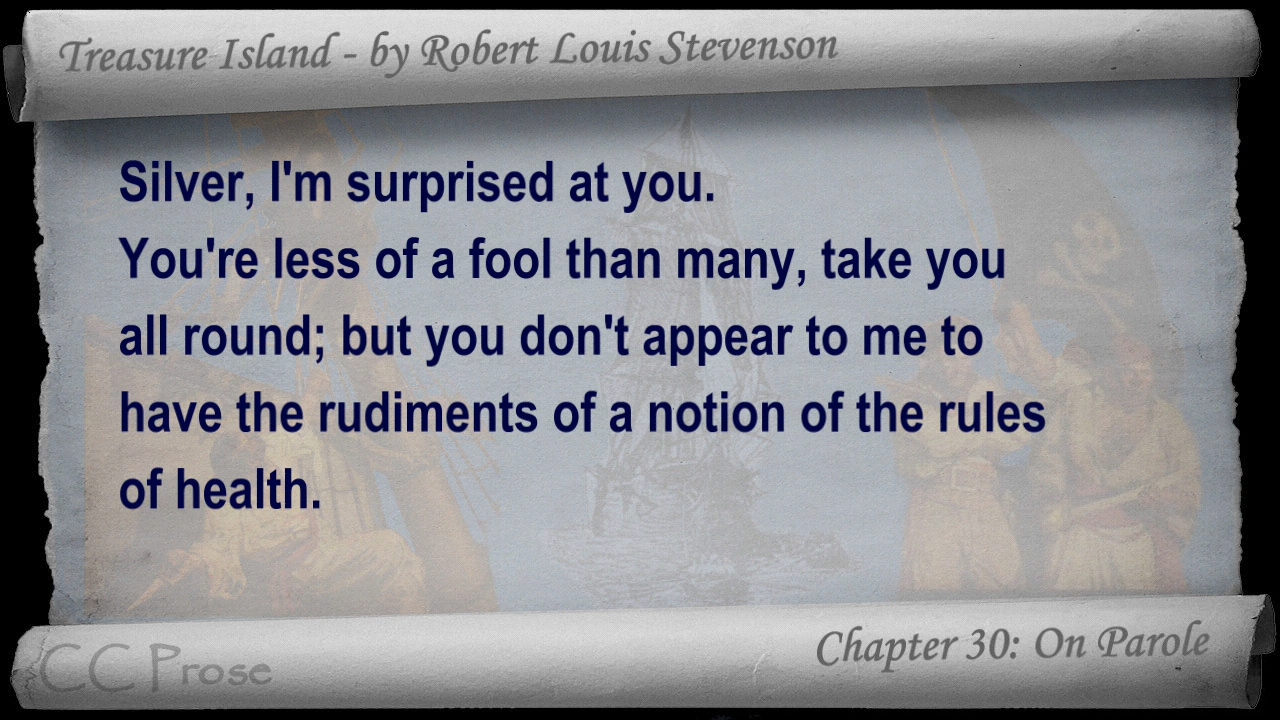 Treasure Island - by Robert Louis Stevenson
Silver, I'm surprised at you.
You're less of a fool than many, take you
all round; but you don't appear to me to
have the rudiments of a notion of the rules
of health.
Chapter 30: On Parole
CC Prose